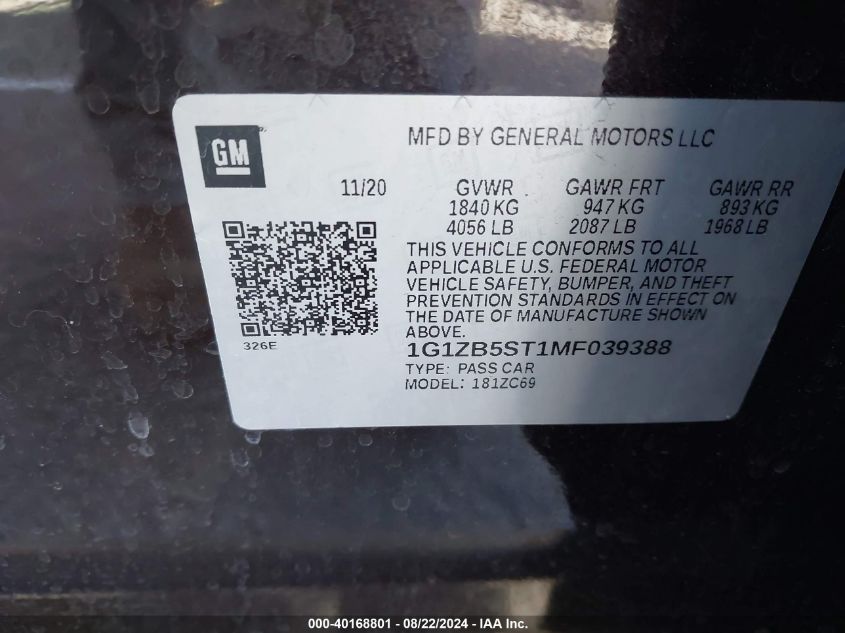 GM
MFD BY GENERAL MOTORS LLC
11/20 GVWR GAWR FRT GAWR RR
1840 KG 947 KG 893 KG
4056 LB 2087 LB 1968 LB
THIS VEHICLE CONFORMS TO ALL
APPLICABLE U.S. FEDERAL MOTOR
VEHICLE SAFETY, BUMPER, AND THEFT
PREVENTION STANDARDS IN EFFECT ON
THE DATE OF MANUFACTURE SHOWN
ABOVE.
326E
1G1ZB5ST1MF039388
TYPE: PASS CAR
MODEL: 181ZC69
000-40168801 - 08/22/2024 - IAA Inc.